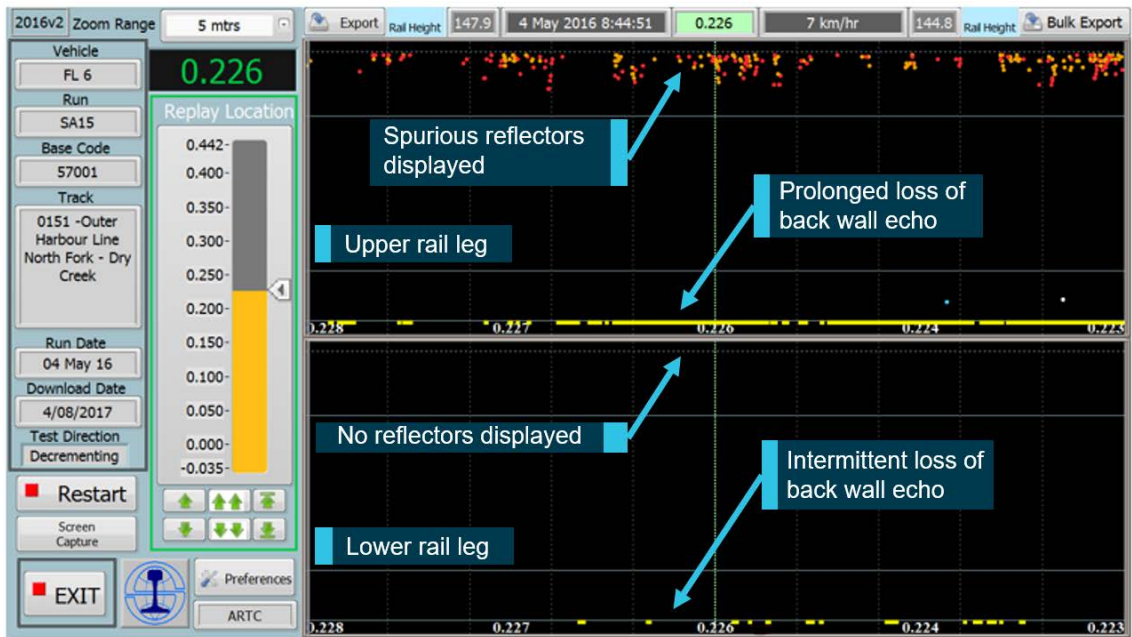 2016v2 Zoom Range 5 mtrs
Vehicle
FL 6
Run
SA15
Base Code
57001
Track
0151 -Outer
Harbour Line
North Fork - Dry
Creek
Run Date
04 May 16
Download Date
4/08/2017
Test Direction
Decrementing
Restart
Screen
Capture
EXIT
0.226
Replay Location
0.442-
0.400-
0.350-
0.300-
0.250-
0.200-
0.150-
0.100-
0.050-
0.000-
-0.035-
Preferences
ARTC
Export Rail Height 147.9 4 May 2016 8:44:51 0.226 7 km/hr 144.8 Rail Height Bulk Export
Spurious reflectors
displayed
Prolonged loss of
back wall echo
Upper rail leg
0.228 0.227 0.226 0.224 0.223
No reflectors displayed
Intermittent loss of
back wall echo
Lower rail leg
0.228 0.227 0.226 0.224 0.223